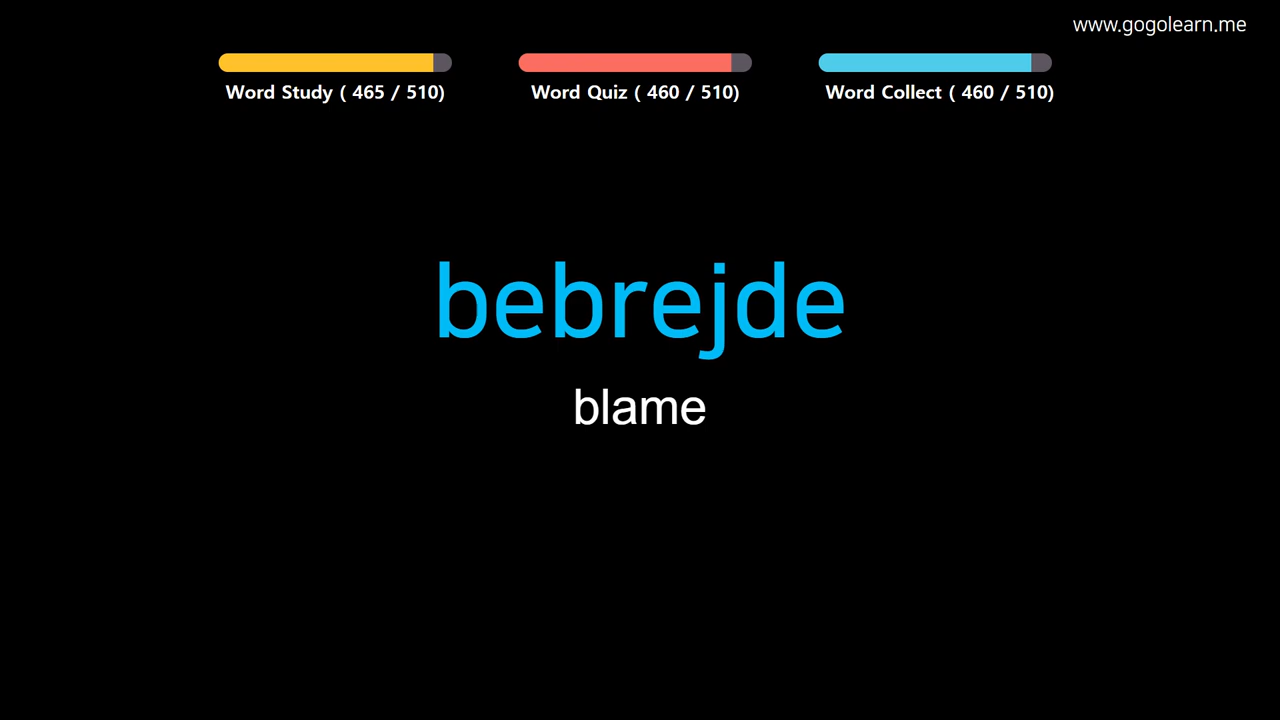 www.gogolearn.me
Word Study ( 465 / 510)
Word Quiz ( 460 / 510)
Word Collect ( 460 / 510)
bebrejde
blame